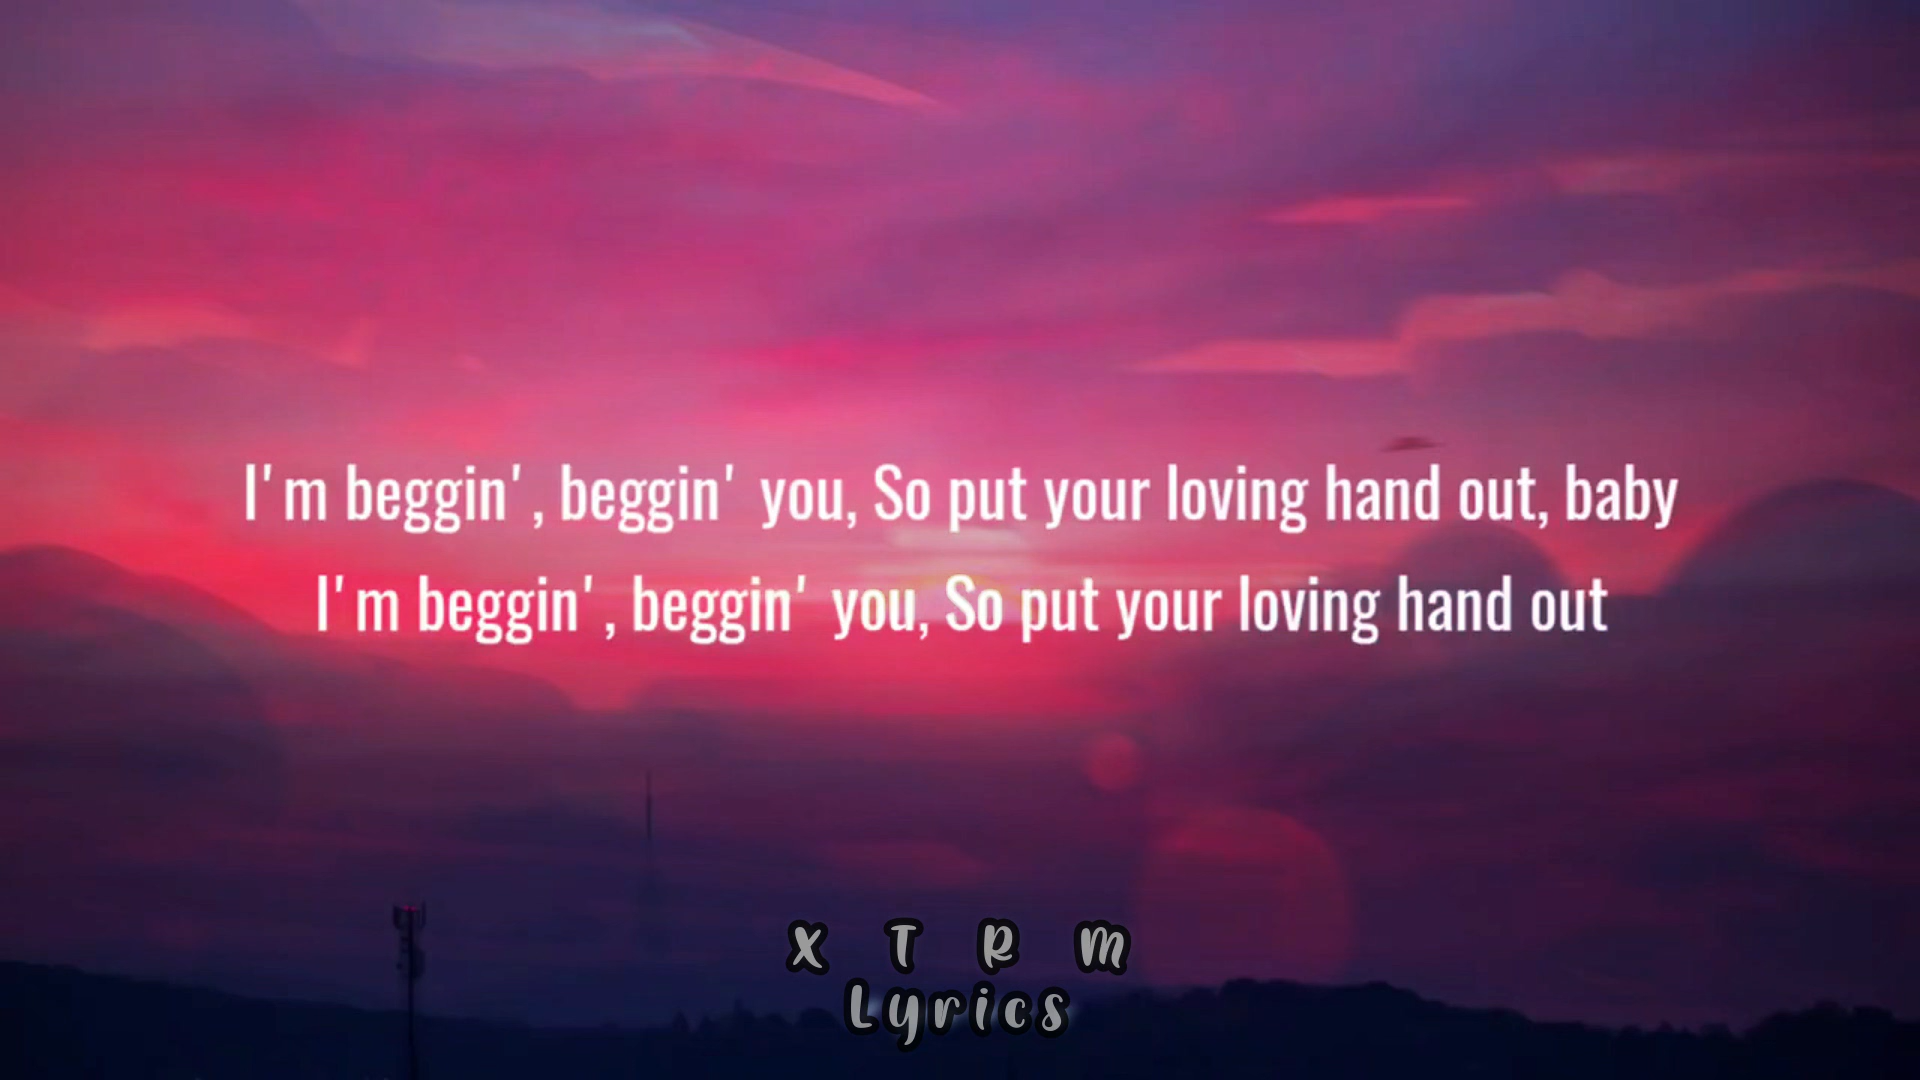 I'm beggin', beggin' you, So put your loving hand out, baby
I'm beggin', beggin' you, So put your loving hand out
X T R M
Lyrics